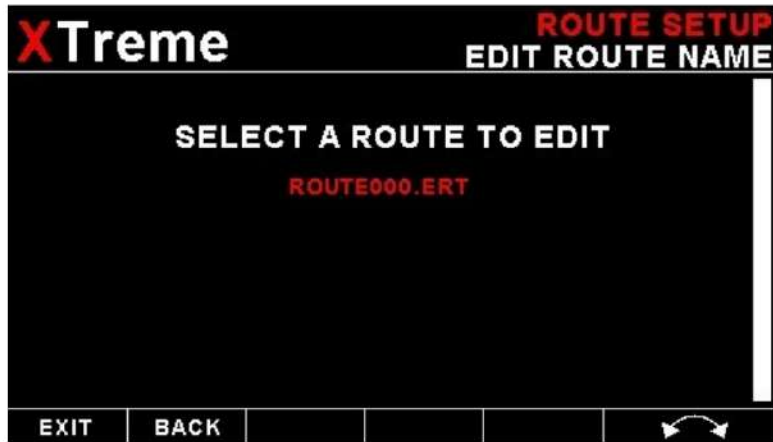 XTreme
ROUTE SETUP
EDIT ROUTE NAME
SELECT A ROUTE TO EDIT
ROUTE000.ERT
EXIT BACK